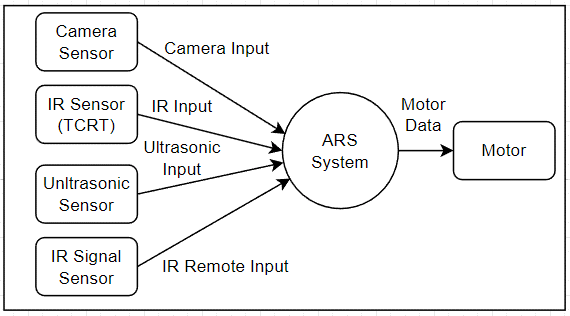 Camera
Sensor
Camera Input
IR Sensor
(TCRT)
IR Input
Unltrasonic
Sensor
Ultrasonic
Input
IR Signal
Sensor
IR Remote Input
ARS
System
Motor
Data
Motor